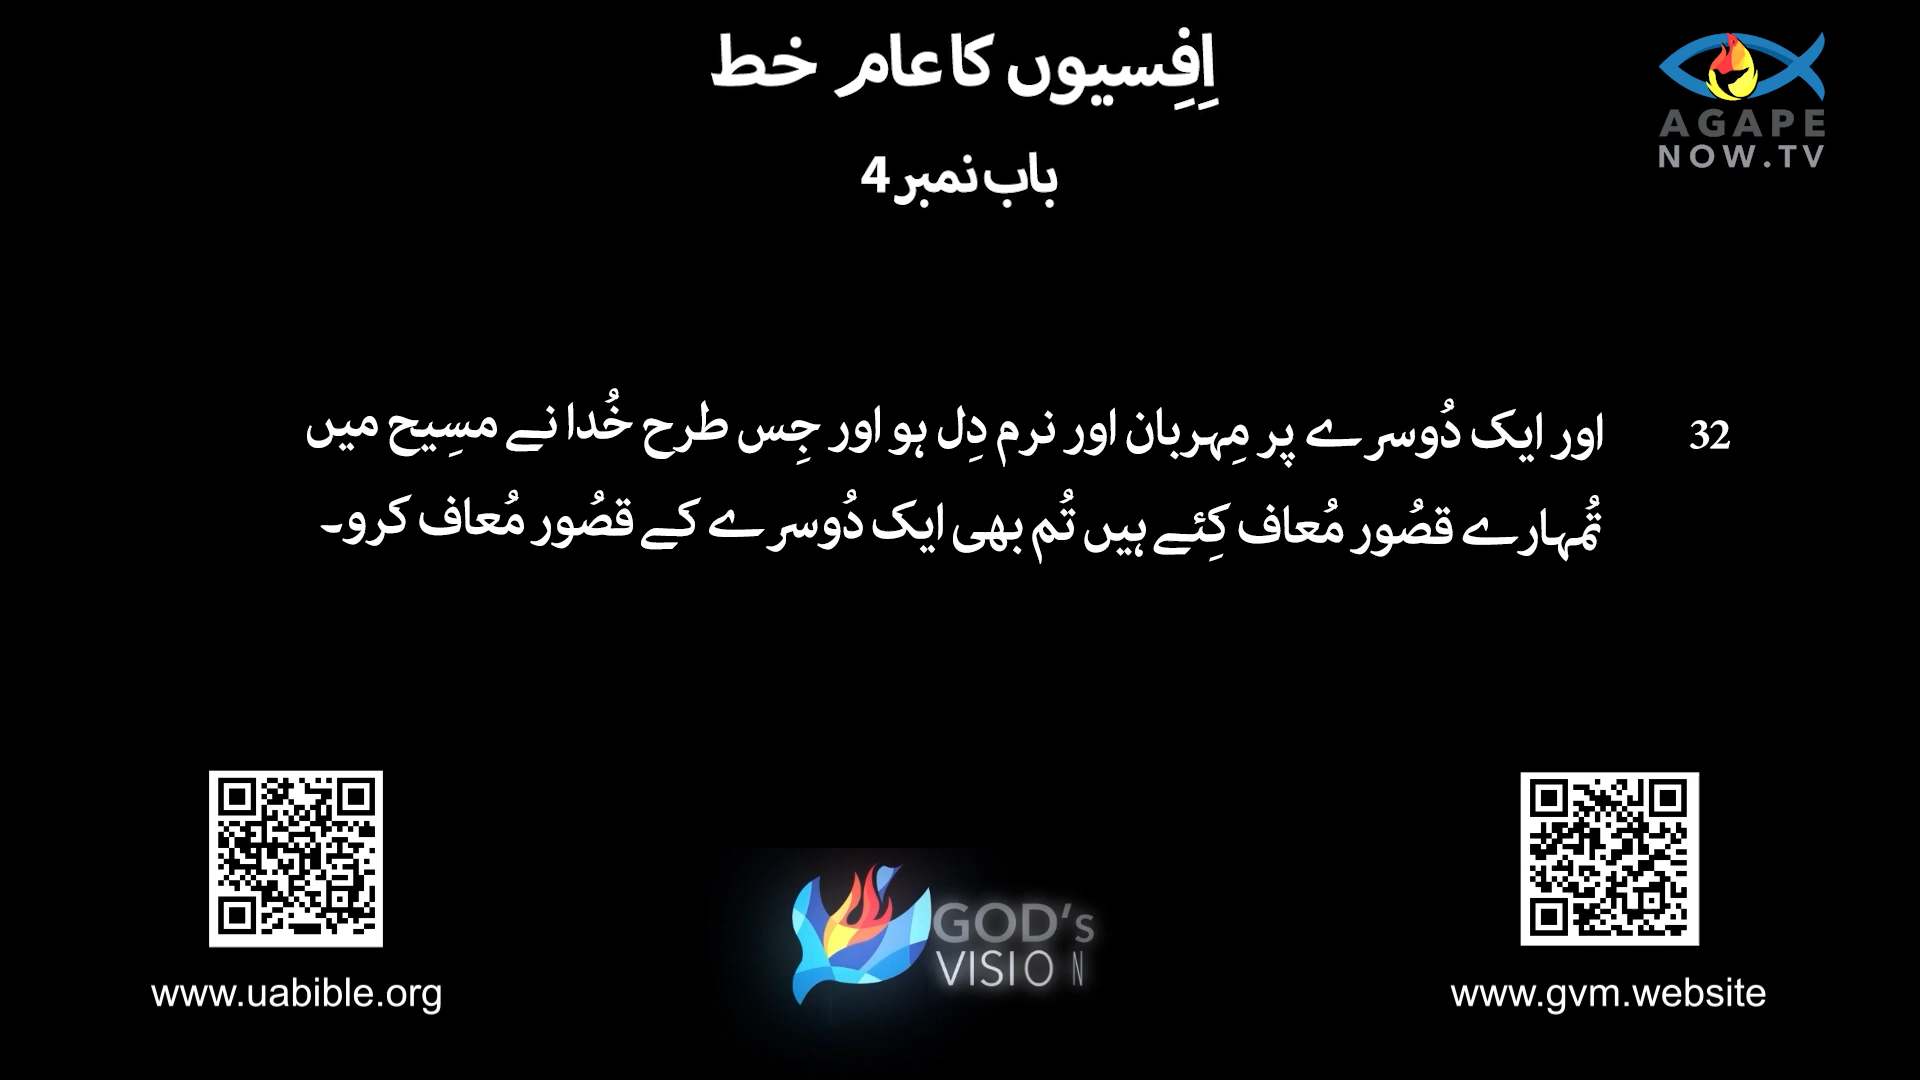 اِفِسیوں کا عام خط
AGAPE
NOW.TV
باب نمبر 4
32 اور ایک دُوسرے پر مِہربان اور نرم دِل ہو اور جِس طرح خُدا نے مسِیح میں
تُمہارے قصُور مُعاف کِئے ہیں تُم بھی ایک دُوسرے کے قصُور مُعاف کرو۔
GOD's
VISION
www.uabible.org
www.gvm.website